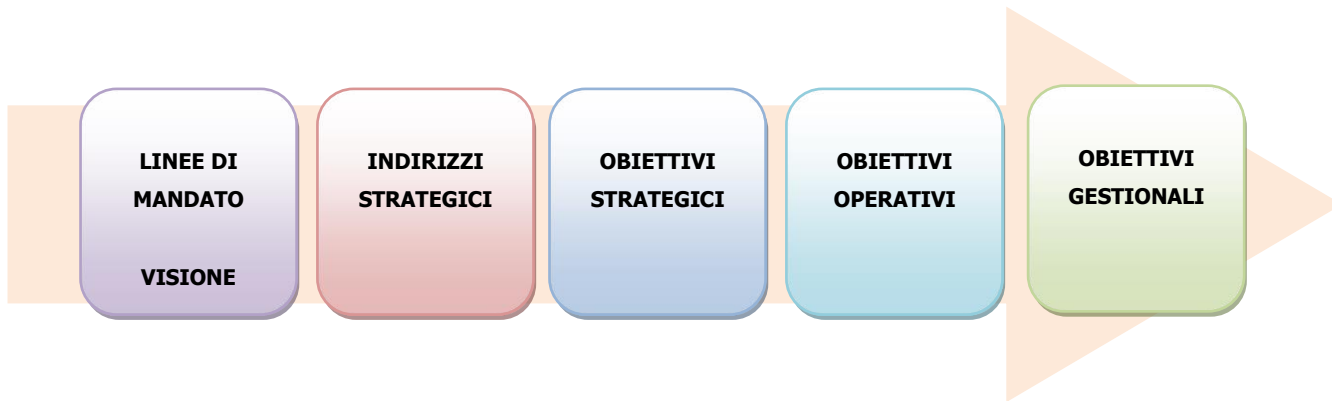 LINEE DI
MANDATO
VISIONE
INDIRIZZI
STRATEGICI
OBIETTIVI
STRATEGICI
OBIETTIVI
OPERATIVI
OBIETTIVI
GESTIONALI